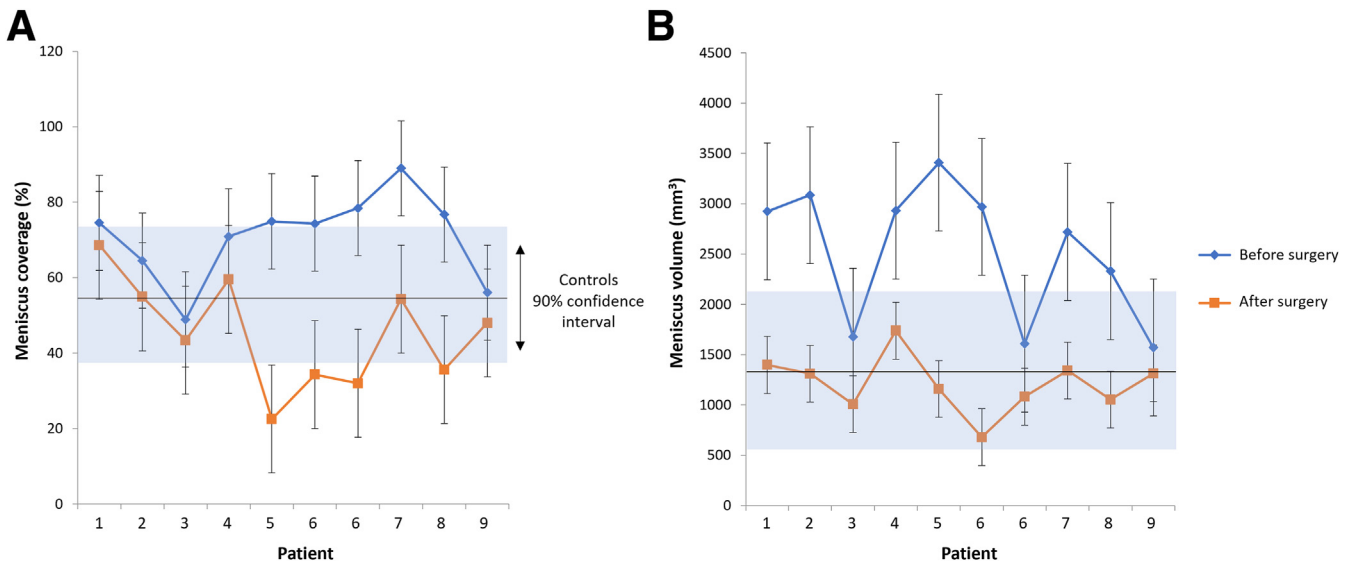 A
Meniscus coverage (%)
120
100
80
60
40
20
0
1 2 3 4 5 6 6 7 8 9
Patient
Controls
90% confidence
interval
B
Meniscus volume (mm³)
4500
4000
3500
3000
2500
2000
1500
1000
500
0
1 2 3 4 5 6 6 7 8 9
Patient
Before surgery
After surgery